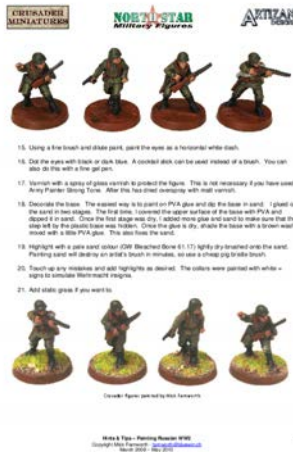 CRUSADER
MINIATURES
NORTH STAR
Military Figures
ARTIZAN
DESIGNS
15. Using a fine brush and dilute paint, paint the eyes as a horizontal white dash.
16. Dot the eyes with black or dark blue. A cocktail stick can be used instead of a brush. You can
also do this with a fine gel pen.
17. Varnish with a spray of gloss varnish to protect the figure. This is not necessary if you have used
Army Painter Strong Tone. After this has dried overspray with matt varnish.
18. Decorate the base. The easiest way is to paint on PVA glue and dip the base in sand. I glued on
the sand in two stages. The first time, I covered the upper surface of the base with PVA and
dipped it in sand. Once the first stage was dry, I added more glue and sand to make sure that the
step left by the plastic base was hidden. Once the glue is dry, shade the base with a brown wash
mixed with a little PVA glue. This also fixes the sand.
19. Highlight with a pale sand colour (GW Bleached Bone 61.17) lightly dry-brushed onto the sand.
Painting sand will destroy an artist's brush in minutes, so use a cheap pig bristle brush.
20. Touch up any mistakes and add highlights as desired. The collars were painted with white =
signs to simulate Wehrmacht insignia.
21. Add static grass if you want to.
Crusader figures painted by Mick Farnworth
Hints & Tips – Painting Russian WW2
Copyright Mick Farnworth -
March 2009 – May 2010